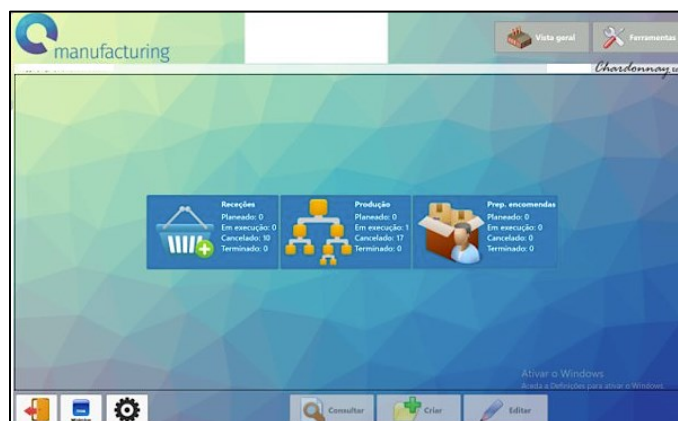 manufacturing
Vista geral
Ferramentas
Chardonnay
Receções
Planeado: 0
Em execução: 0
Cancelado: 10
Terminado: 0
Produção
Planeado: 0
Em execução: 1
Cancelado: 17
Terminado: 0
Prep. encomendas
Planeado: 0
Em execução: 0
Cancelado: 0
Terminado: 0
Ativar o Windows
Aceda a Definições para ativar o Windows.
Consultar
Criar
Editar